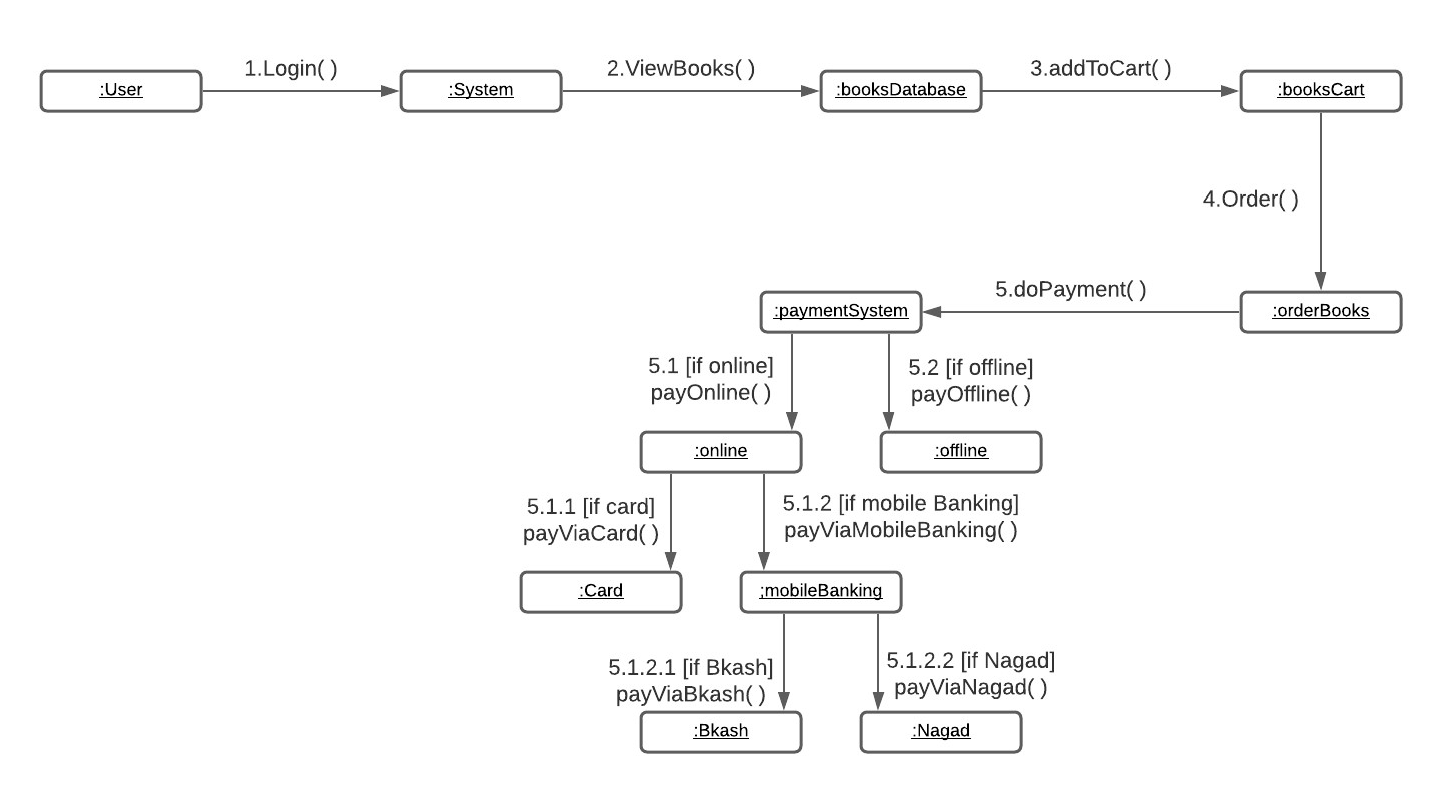 1.Login( )
2.ViewBooks( )
3.addToCart( )
:User
:System
:booksDatabase
:booksCart
4.Order( )
5.doPayment( )
:paymentSystem
:orderBooks
5.1 [if online]
payOnline( )
5.2 [if offline]
payOffline( )
:online
:offline
5.1.1 [if card]
payViaCard( )
5.1.2 [if mobile Banking]
payViaMobileBanking( )
:Card
;mobileBanking
5.1.2.1 [if Bkash]
payViaBkash( )
5.1.2.2 [if Nagad]
payViaNagad( )
:Bkash
:Nagad